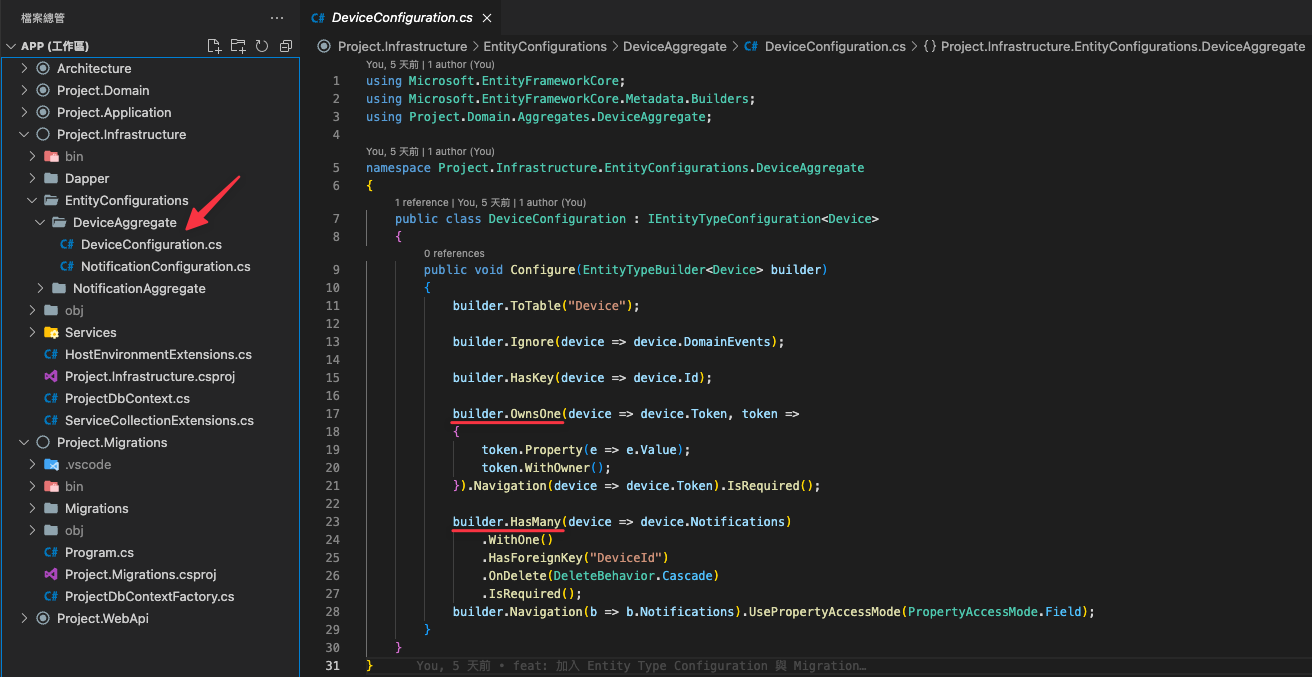 檔案總管
APP (工作區)
Architecture
Project.Domain
Project.Application
Project.Infrastructure
bin
Dapper
EntityConfigurations
DeviceAggregate
C# DeviceConfiguration.cs
C# NotificationConfiguration.cs
NotificationAggregate
obj
Services
C# HostEnvironmentExtensions.cs
Project.Infrastructure.csproj
C# ProjectDbContext.cs
C# ServiceCollectionExtensions.cs
Project.Migrations
.vscode
bin
Migrations
obj
C# Program.cs
Project.Migrations.csproj
C# ProjectDbContextFactory.cs
Project.WebApi
C# DeviceConfiguration.cs
Project.Infrastructure > EntityConfigurations > DeviceAggregate > C# DeviceConfiguration.cs > {} Project.Infrastructure.EntityConfigurations.DeviceAggregate
You, 5 天前 | 1 author (You)
1 using Microsoft.EntityFrameworkCore;
2 using Microsoft.EntityFrameworkCore.Metadata.Builders;
3 using Project.Domain.Aggregates.DeviceAggregate;
4
You, 5 天前 | 1 author (You)
5 namespace Project.Infrastructure.EntityConfigurations.DeviceAggregate
6 {
1 reference | You, 5 天前 | 1 author (You)
7 public class DeviceConfiguration : IEntityTypeConfiguration<Device>
8 {
0 references
9 public void Configure(EntityTypeBuilder<Device> builder)
10 {
11 builder.ToTable("Device");
12
13 builder.Ignore(device => device.DomainEvents);
14
15 builder.HasKey(device => device.Id);
16
17 builder.OwnsOne(device => device.Token, token =>
18 {
19 token.Property(e => e.Value);
20 token.WithOwner();
21 }).Navigation(device => device.Token).IsRequired();
22
23 builder.HasMany(device => device.Notifications)
24 .WithOne()
25 .HasForeignKey("DeviceId")
26 .OnDelete(DeleteBehavior.Cascade)
27 .IsRequired();
28 builder.Navigation(b => b.Notifications).UsePropertyAccessMode(PropertyAccessMode.Field);
29 }
30 }
31 } You, 5 天前 • feat: 加入 Entity Type Configuration 與 Migration…